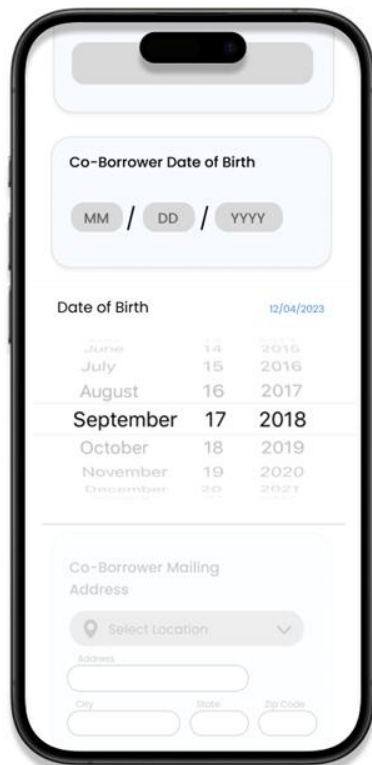 Co-Borrower Date of Birth
MM / DD / YYYY
Date of Birth 12/04/2023
June 14 2015
July 15 2016
August 16 2017
September 17 2018
October 18 2019
November 19 2020
December 20 2021
Co-Borrower Mailing
Address
Select Location
Address
City State Zip Code